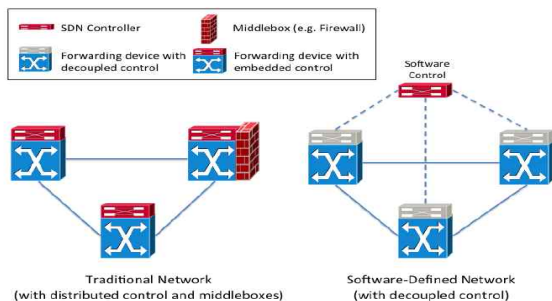 SDN Controller
Middlebox (e.g. Firewall)
Forwarding device with
decoupled control
Forwarding device with
embedded control
Software
Control
Traditional Network
(with distributed control and middleboxes)
Software-Defined Network
(with decoupled control)